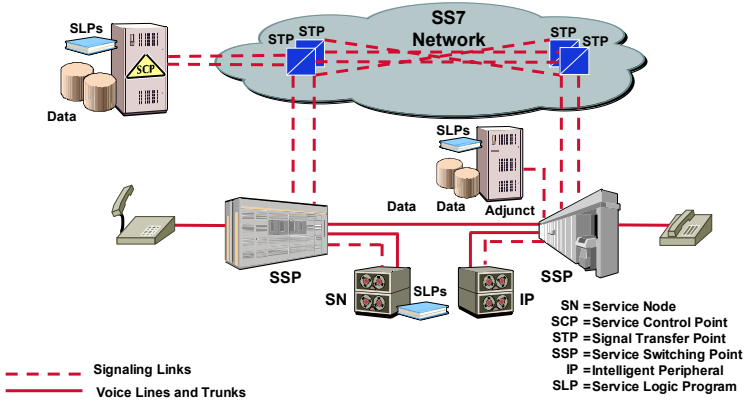 SS7
Network
STP
STP
STP
STP
SLPs
SCP
Data
SLPs
Data
Adjunct
Data
SSP
SSP
SN
SLPs
IP
SN =Service Node
SCP =Service Control Point
STP =Signal Transfer Point
SSP =Service Switching Point
IP =Intelligent Peripheral
SLP =Service Logic Program
Signaling Links
Voice Lines and Trunks